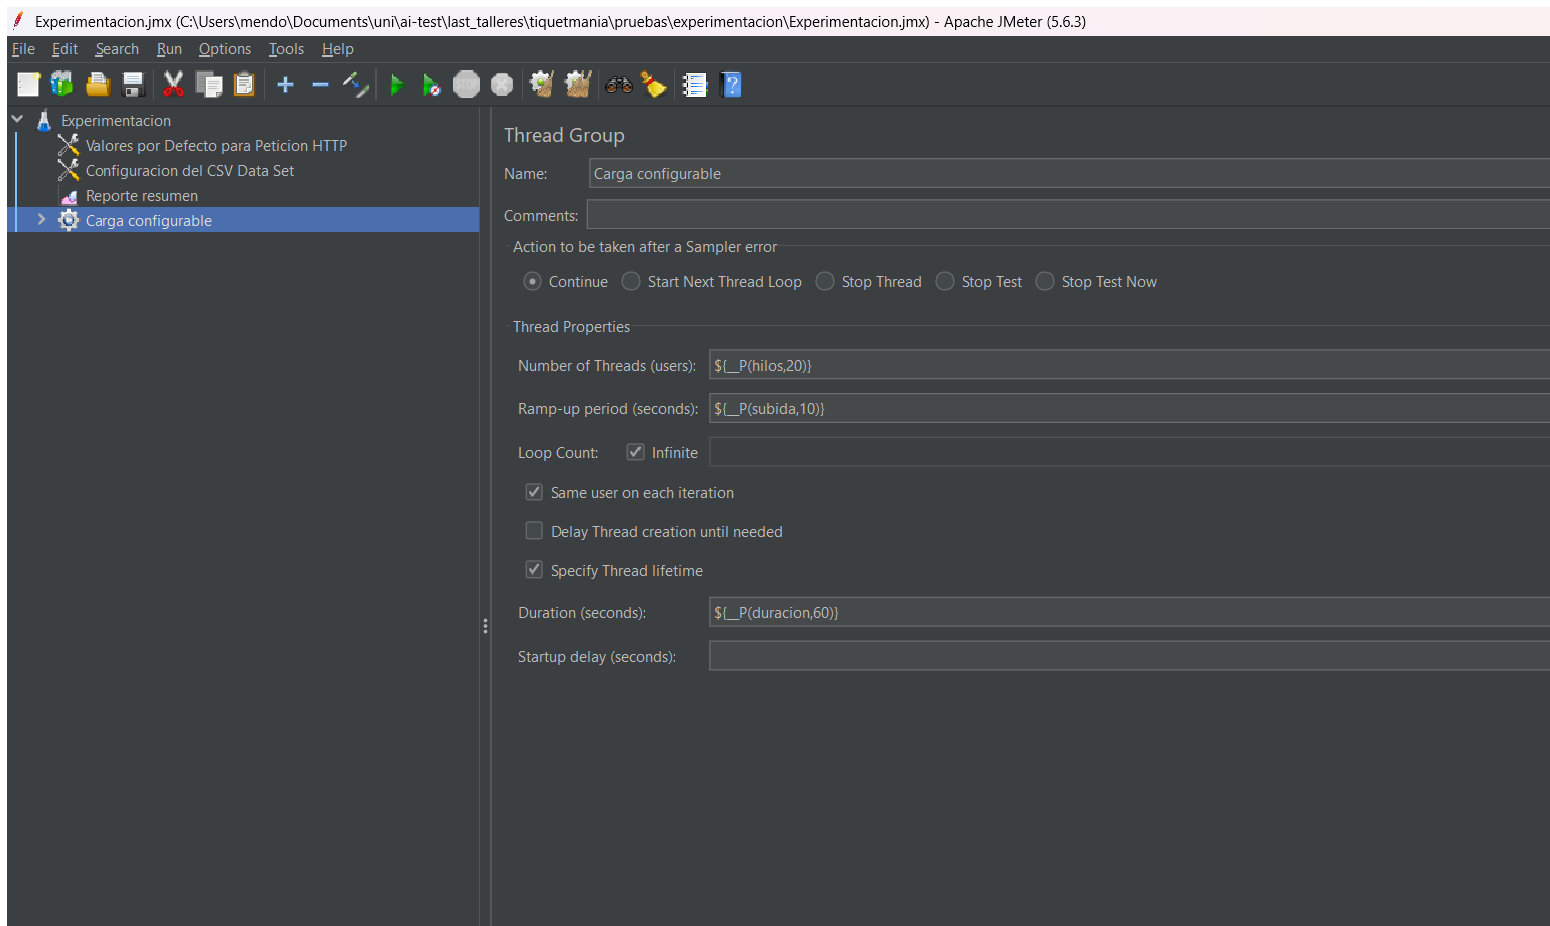 Experimentacion.jmx (C:\Users\mendo\Documents\uni\ai-test\last_talleres\tiquetmania\pruebas\experimentacion\Experimentacion.jmx) - Apache JMeter (5.6.3)
File Edit Search Run Options Tools Help
STOP
Experimentacion
Valores por Defecto para Peticion HTTP
Configuracion del CSV Data Set
Reporte resumen
Carga configurable
Thread Group
Name: Carga configurable
Comments:
Action to be taken after a Sampler error
Continue Start Next Thread Loop Stop Thread Stop Test Stop Test Now
Thread Properties
Number of Threads (users): ${__P(hilos,20)}
Ramp-up period (seconds): ${__P(subida,10)}
Loop Count: Infinite
Same user on each iteration
Delay Thread creation until needed
Specify Thread lifetime
Duration (seconds): ${__P(duracion,60)}
Startup delay (seconds):